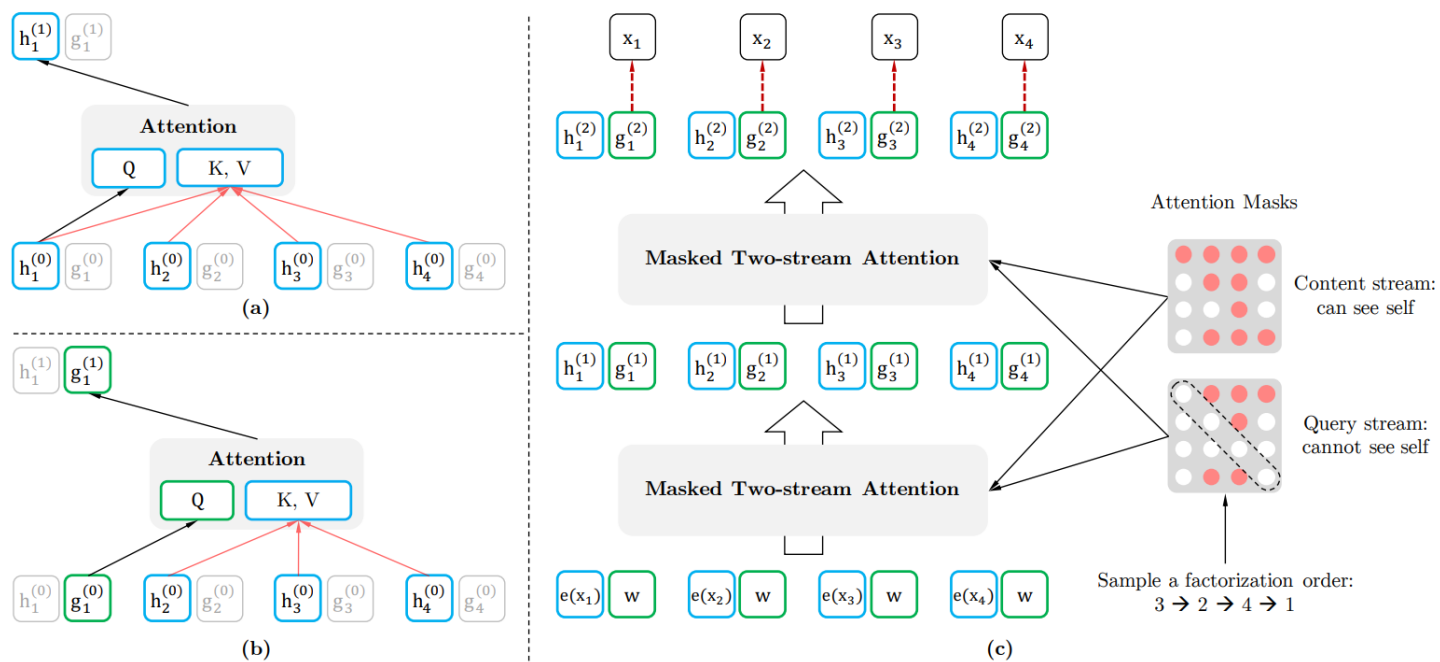 h₁⁽¹⁾ g₁⁽¹⁾
Attention
Q K, V
h₁⁽⁰⁾ g₁⁽⁰⁾ h₂⁽⁰⁾ g₂⁽⁰⁾ h₃⁽⁰⁾ g₃⁽⁰⁾ h₄⁽⁰⁾ g₄⁽⁰⁾
(a)
h₁⁽¹⁾ g₁⁽¹⁾
Attention
Q K, V
h₁⁽⁰⁾ g₁⁽⁰⁾ h₂⁽⁰⁾ g₂⁽⁰⁾ h₃⁽⁰⁾ g₃⁽⁰⁾ h₄⁽⁰⁾ g₄⁽⁰⁾
(b)
x₁ x₂ x₃ x₄
h₁⁽²⁾ g₁⁽²⁾ h₂⁽²⁾ g₂⁽²⁾ h₃⁽²⁾ g₃⁽²⁾ h₄⁽²⁾ g₄⁽²⁾
Masked Two-stream Attention
h₁⁽¹⁾ g₁⁽¹⁾ h₂⁽¹⁾ g₂⁽¹⁾ h₃⁽¹⁾ g₃⁽¹⁾ h₄⁽¹⁾ g₄⁽¹⁾
Masked Two-stream Attention
e(x₁) w e(x₂) w e(x₃) w e(x₄) w
Attention Masks
Content stream:
can see self
Query stream:
cannot see self
Sample a factorization order:
3 → 2 → 4 → 1
(c)